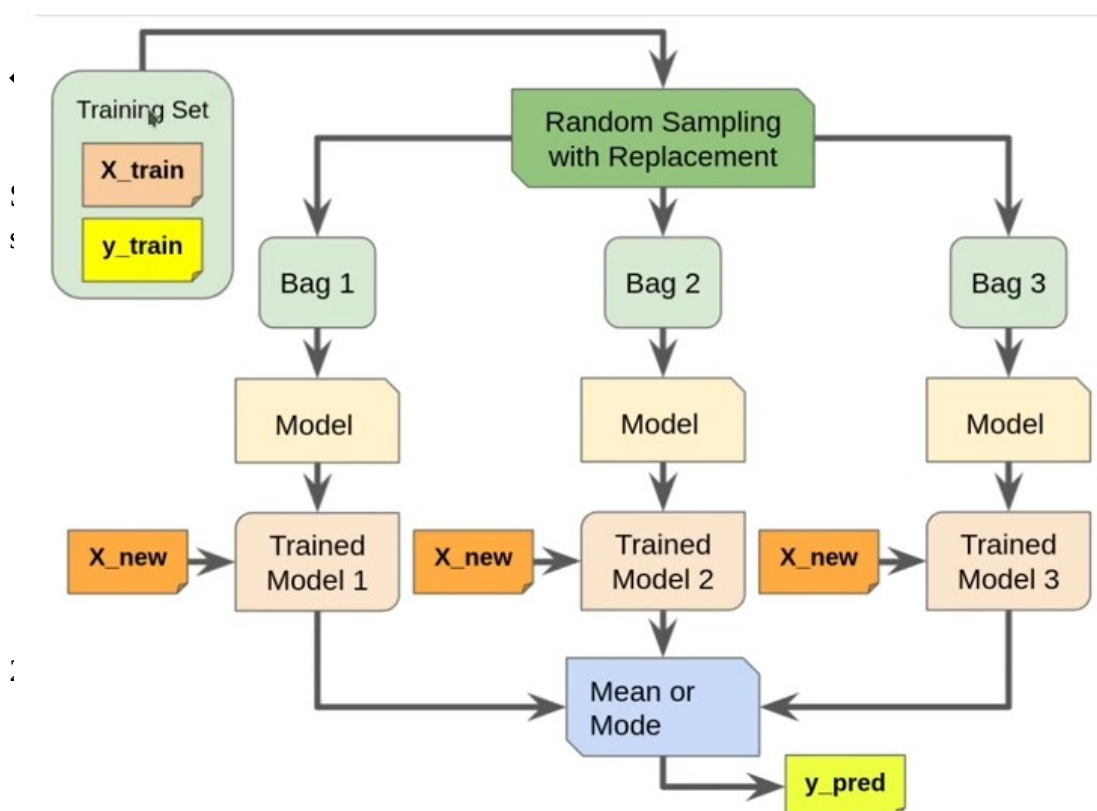 Training Set
X_train
y_train
Random Sampling
with Replacement
Bag 1
Bag 2
Bag 3
Model
Model
Model
X_new
Trained
Model 1
X_new
Trained
Model 2
X_new
Trained
Model 3
Mean or
Mode
y_pred